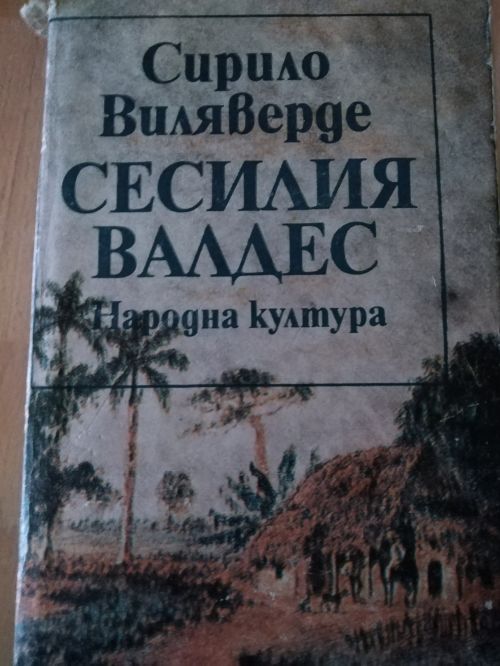 Сирило
Виляверде
СЕСИЛИЯ
ВАЛДЕС
Народна култура